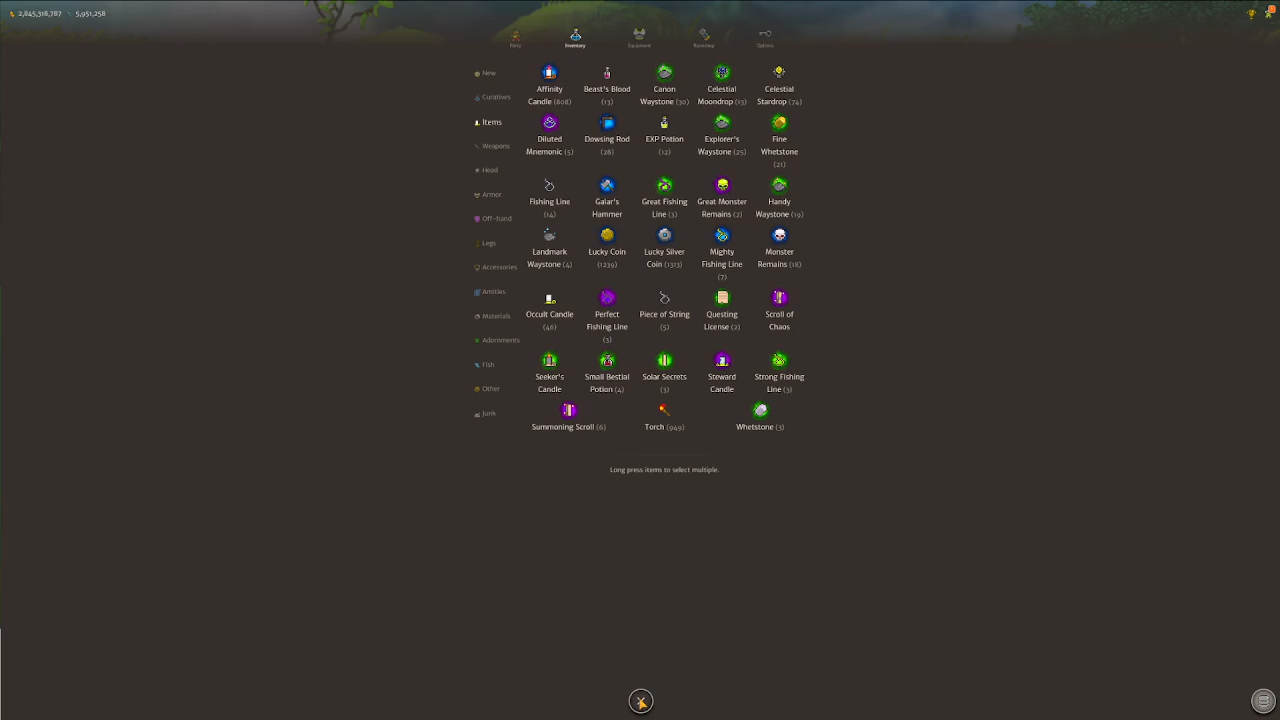 2,845,318,787 5,951,258
Party Inventory Equipment Options
New
Curatives
Items
Weapons
Head
Armor
Off-hand
Legs
Accessories
Amities
Materials
Adornments
Fish
Other
Junk
Affinity Beast's Blood Canon Celestial Celestial
Candle (808) (13) Waystone (30) Moondrop (13) Stardrop (74)
Diluted Dowsing Rod EXP Potion Explorer's Fine
Mnemonic (5) (28) (12) Waystone (25) Whetstone
(21)
Fishing Line Galar's Great Fishing Great Monster Handy
(14) Hammer Line (3) Remains (2) Waystone (19)
Landmark Lucky Coin Lucky Silver Mighty Monster
Waystone (4) (1239) Coin (1313) Fishing Line Remains (18)
(7)
Occult Candle Perfect Piece of String Questing Scroll of
(46) Fishing Line (5) License (2) Chaos
(3)
Seeker's Small Bestial Solar Secrets Steward Strong Fishing
Candle Potion (4) (3) Candle Line (3)
Summoning Scroll (6) Torch (949) Whetstone (3)
Long press items to select multiple.